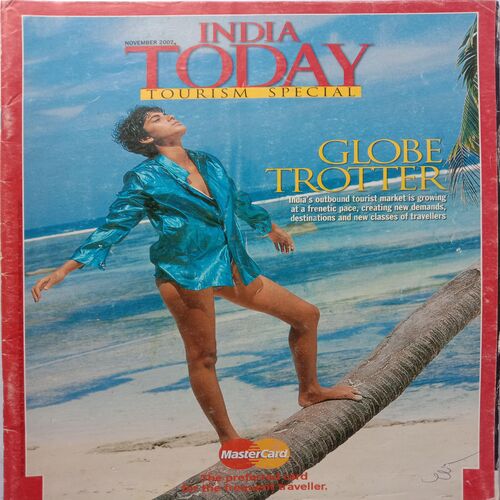 INDIA
NOVEMBER 2007
TODAY
TOURISM SPECIAL
GLOBE
TROTTER
India's outbound tourist market is growing
at a frenetic pace, creating new demands,
destinations and new classes of travellers
MasterCard
The preferred card
for the frequent traveller.